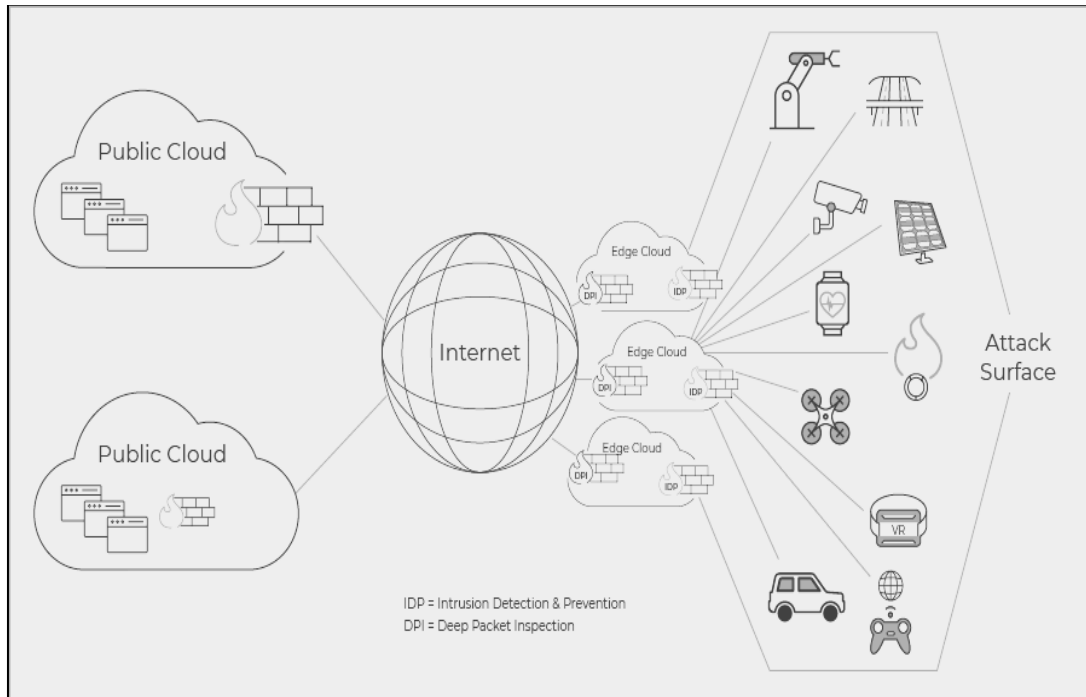 Public Cloud
Public Cloud
Internet
Edge Cloud
DPI
IDP
Edge Cloud
DPI
IDP
Edge Cloud
DPI
IDP
VR
Attack
Surface
IDP = Intrusion Detection & Prevention
DPI = Deep Packet Inspection